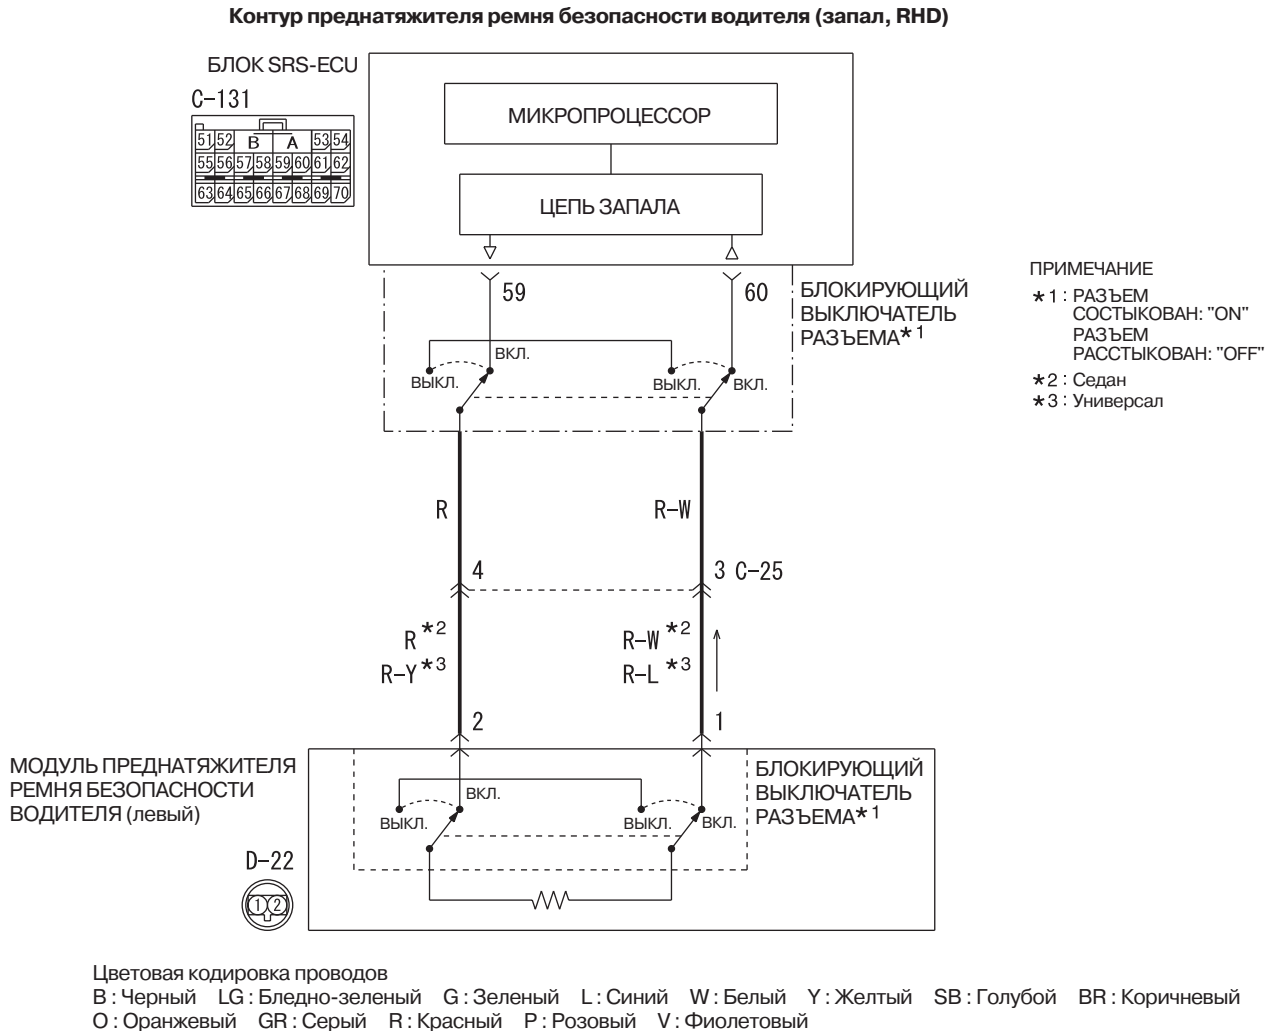 Контур преднатяжителя ремня безопасности водителя (запал, RHD)
БЛОК SRS-ECU
C-131
51 52 B A 53 54
55 56 57 58 59 60 61 62
63 64 65 66 67 68 69 70
МИКРОПРОЦЕССОР
ЦЕПЬ ЗАПАЛА
59
60
БЛОКИРУЮЩИЙ
ВЫКЛЮЧАТЕЛЬ
РАЗЪЕМА★1
ВКЛ.
ВЫКЛ.
ВЫКЛ.
ВКЛ.
ПРИМЕЧАНИЕ
★1 : РАЗЪЕМ
СОСТЫКОВАН: "ON"
РАЗЪЕМ
РАССТЫКОВАН: "OFF"
★2 : Седан
★3 : Универсал
R
R-W
4
3 C-25
R★2
R-Y★3
R-W★2
R-L★3
2
1
МОДУЛЬ ПРЕДНАТЯЖИТЕЛЯ
РЕМНЯ БЕЗОПАСНОСТИ
ВОДИТЕЛЯ (левый)
БЛОКИРУЮЩИЙ
ВЫКЛЮЧАТЕЛЬ
РАЗЪЕМА★1
ВКЛ.
ВЫКЛ.
ВЫКЛ.
ВКЛ.
D-22
1 2
Цветовая кодировка проводов
B : Черный LG : Бледно-зеленый G : Зеленый L : Синий W : Белый Y : Желтый SB : Голубой BR : Коричневый
O : Оранжевый GR : Серый R : Красный P : Розовый V : Фиолетовый